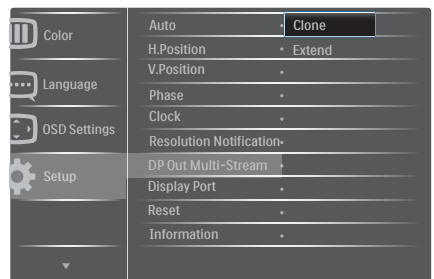 Color
Language
OSD Settings
Setup
Auto
H.Position
V.Position
Phase
Clock
Resolution Notification
DP Out Multi-Stream
Display Port
Reset
Information
Clone
Extend